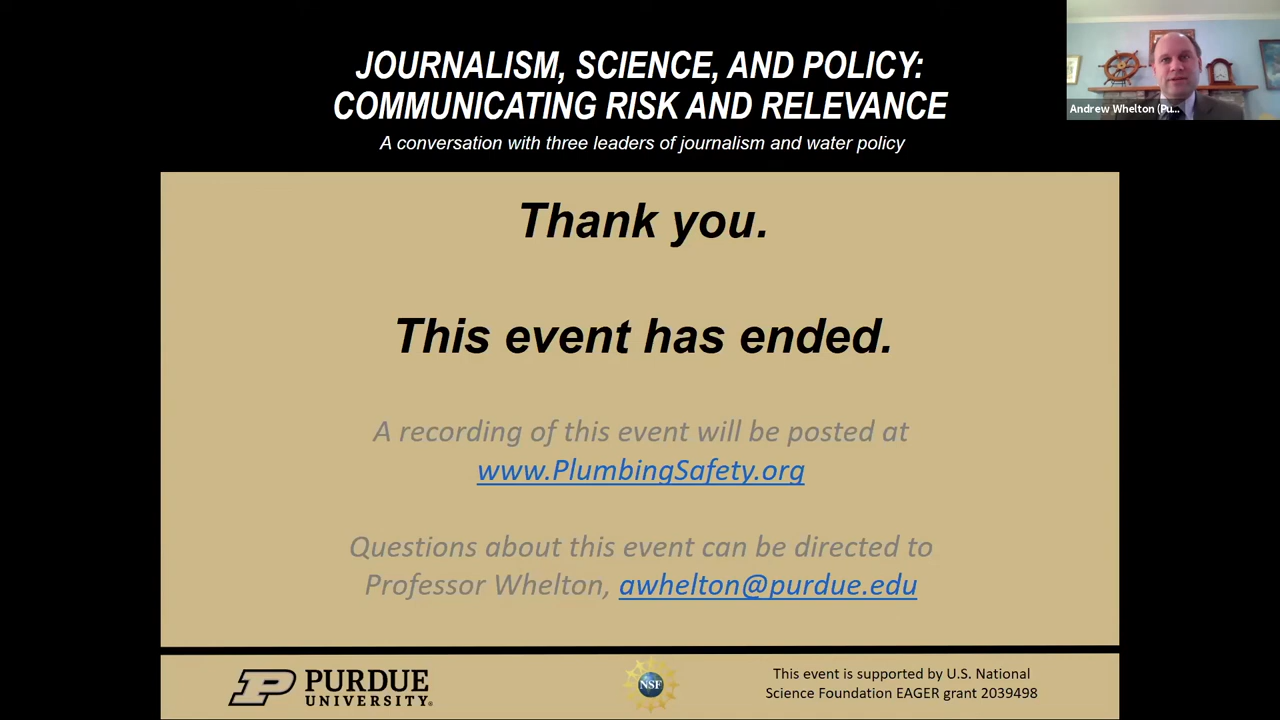 JOURNALISM, SCIENCE, AND POLICY:
COMMUNICATING RISK AND RELEVANCE
A conversation with three leaders of journalism and water policy
Andrew Whelton (Pu...
Thank you.
This event has ended.
A recording of this event will be posted at
www.PlumbingSafety.org
Questions about this event can be directed to
Professor Whelton, awhelton@purdue.edu
PURDUE
UNIVERSITY®
NSF
This event is supported by U.S. National
Science Foundation EAGER grant 2039498